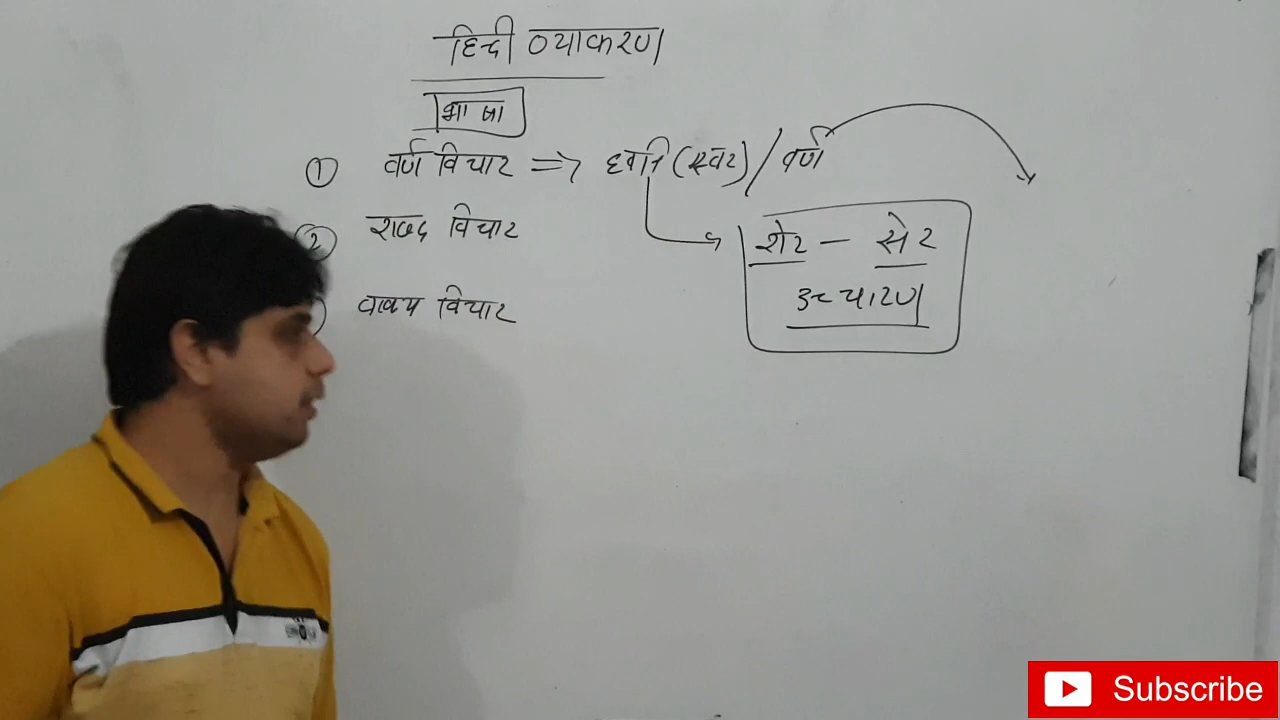 हिन्दी व्याकरण
भाषा
① वर्ण विचार => ध्वनि (स्वर) / वर्ण
② शब्द विचार
शेर - सेर
उच्चारण
वाक्य विचार
Subscribe